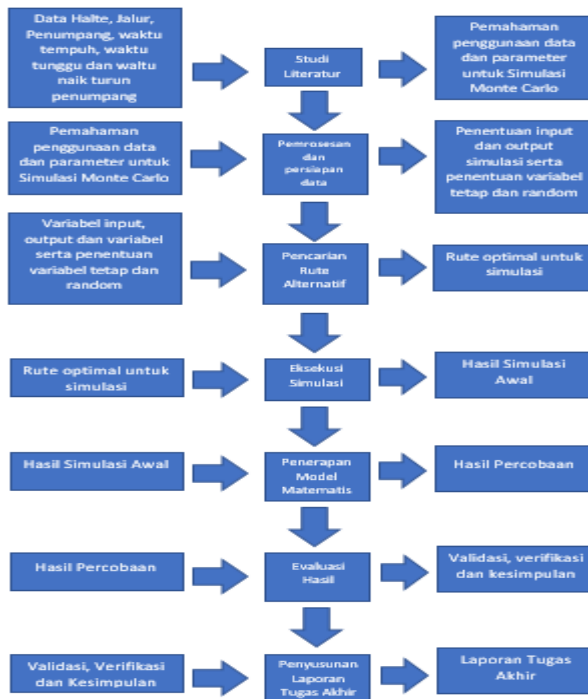 Data Halte, Jalur,
Penumpang, waktu
tempuh, waktu
tunggu dan waltu
naik turun
penumpang
Studi
Literatur
Pemahaman
penggunaan data
dan parameter
untuk Simulasi
Monte Carlo
Pemahaman
penggunaan data
dan parameter untuk
Simulasi Monte Carlo
Pemrosesan
dan
persiapan
data
Penentuan input
dan output
simulasi serta
penentuan variabel
tetap dan random
Variabel input,
output dan variabel
serta penentuan
variabel tetap dan
random
Pencarian
Rute
Alternatif
Rute optimal untuk
simulasi
Rute optimal untuk
simulasi
Eksekusi
Simulasi
Hasil Simulasi
Awal
Hasil Simulasi Awal
Penerapan
Model
Matematis
Hasil Percobaan
Hasil Percobaan
Evaluasi
Hasil
Validasi, verifikasi
dan kesimpulan
Validasi, Verifikasi
dan Kesimpulan
Penyusunan
Laporan
Tugas Akhir
Laporan Tugas
Akhir